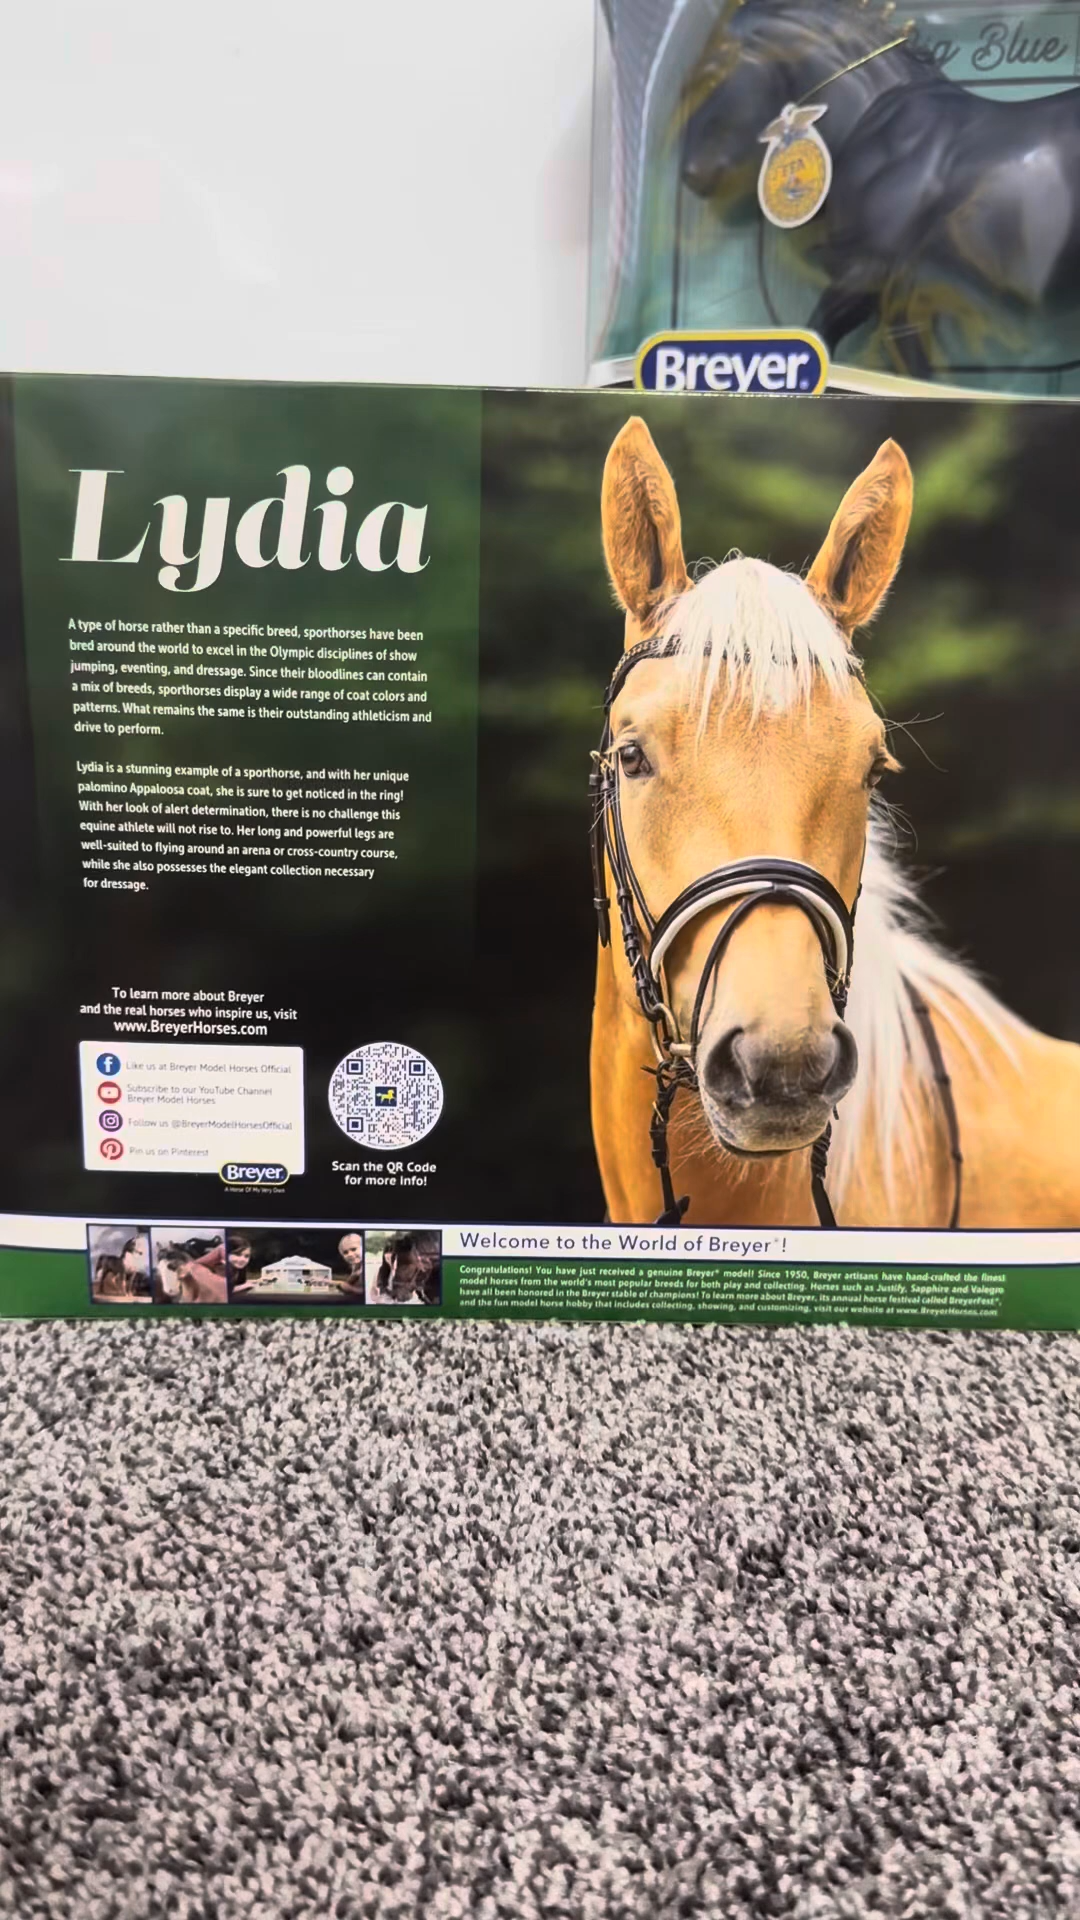 Big Blue
FFA
Breyer
Lydia
A type of horse rather than a specific breed, sporthorses have been
bred around the world to excel in the Olympic disciplines of show
jumping, eventing, and dressage. Since their bloodlines can contain
a mix of breeds, sporthorses display a wide range of coat colors and
patterns. What remains the same is their outstanding athleticism and
drive to perform.
Lydia is a stunning example of a sporthorse, and with her unique
palomino Appaloosa coat, she is sure to get noticed in the ring!
With her look of alert determination, there is no challenge this
equine athlete will not rise to. Her long and powerful legs are
well-suited to flying around an arena or cross-country course,
while she also possesses the elegant collection necessary
for dressage.
To learn more about Breyer
and the real horses who inspire us, visit
www.BreyerHorses.com
Like us at Breyer Model Horses Official
Subscribe to our YouTube Channel
Breyer Model Horses
Follow us @BreyerModelHorsesOfficial
Pin us on Pinterest
Breyer
A Horse Of My Very Own
Scan the QR Code
for more info!
Welcome to the World of Breyer®!
Congratulations! You have just received a genuine Breyer® model! Since 1950, Breyer artisans have hand-crafted the finest
model horses from the world's most popular breeds for both play and collecting. Horses such as Justify, Sapphire and Valegro
have all been honored in the Breyer stable of champions! To learn more about Breyer, its annual horse festival called BreyerFest®,
and the fun model horse hobby that includes collecting, showing, and customizing, visit our website at www.BreyerHorses.com